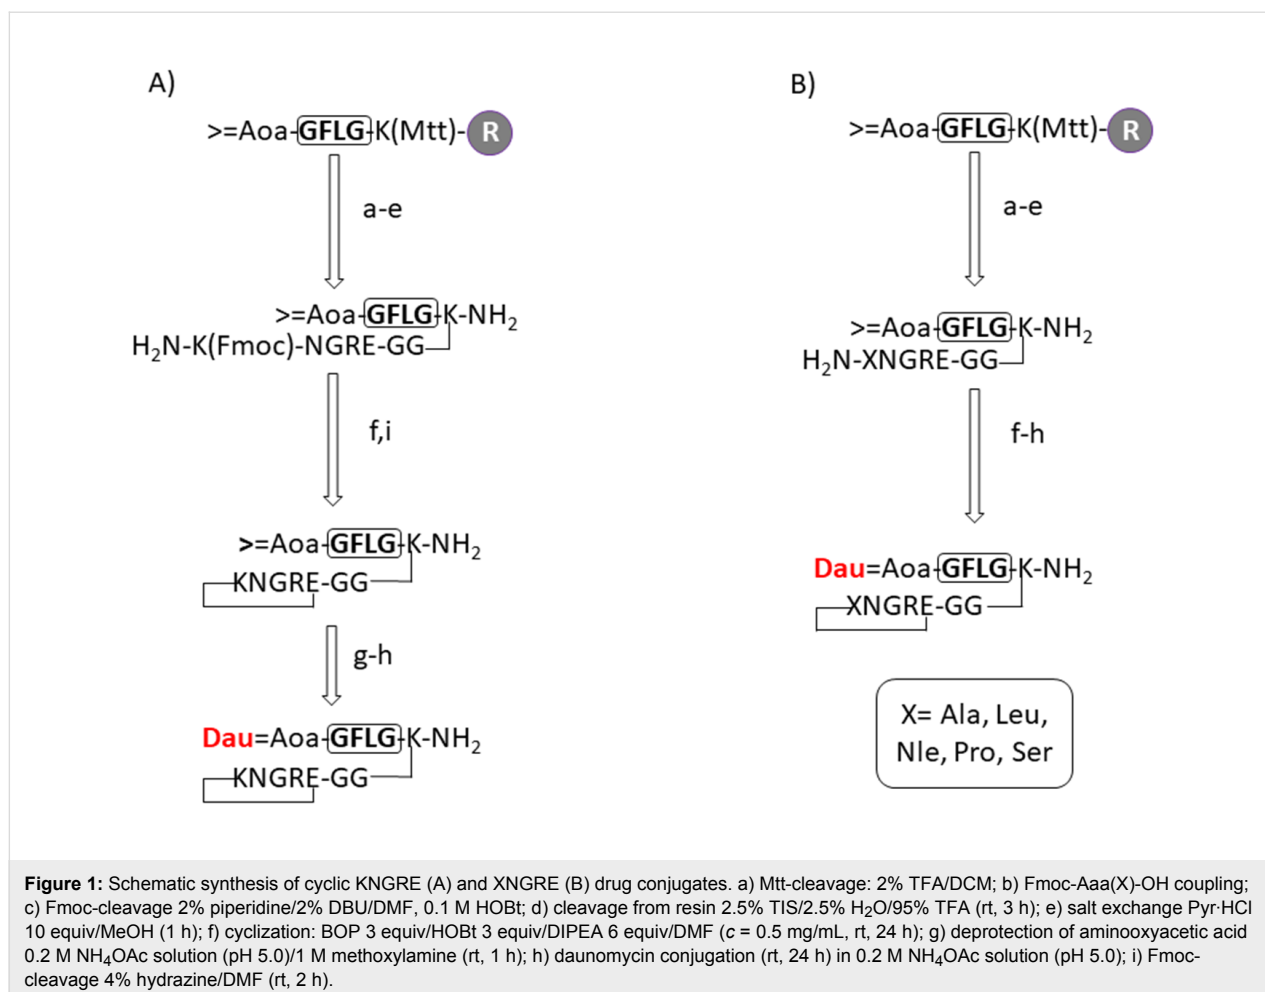 A)
>=Aoa-GFLG-K(Mtt)-R
a-e
>=Aoa-GFLG-K-NH₂
H₂N-K(Fmoc)-NGRE-GG
f,i
>=Aoa-GFLG-K-NH₂
KNGRE-GG
g-h
Dau=Aoa-GFLG-K-NH₂
KNGRE-GG
B)
>=Aoa-GFLG-K(Mtt)-R
a-e
>=Aoa-GFLG-K-NH₂
H₂N-XNGRE-GG
f-h
Dau=Aoa-GFLG-K-NH₂
XNGRE-GG
X= Ala, Leu,
Nle, Pro, Ser
Figure 1: Schematic synthesis of cyclic KNGRE (A) and XNGRE (B) drug conjugates. a) Mtt-cleavage: 2% TFA/DCM; b) Fmoc-Aaa(X)-OH coupling;
c) Fmoc-cleavage 2% piperidine/2% DBU/DMF, 0.1 M HOBt; d) cleavage from resin 2.5% TIS/2.5% H₂O/95% TFA (rt, 3 h); e) salt exchange Pyr·HCl
10 equiv/MeOH (1 h); f) cyclization: BOP 3 equiv/HOBt 3 equiv/DIPEA 6 equiv/DMF (c = 0.5 mg/mL, rt, 24 h); g) deprotection of aminooxyacetic acid
0.2 M NH₄OAc solution (pH 5.0)/1 M methoxylamine (rt, 1 h); h) daunomycin conjugation (rt, 24 h) in 0.2 M NH₄OAc solution (pH 5.0); i) Fmoc-
cleavage 4% hydrazine/DMF (rt, 2 h).